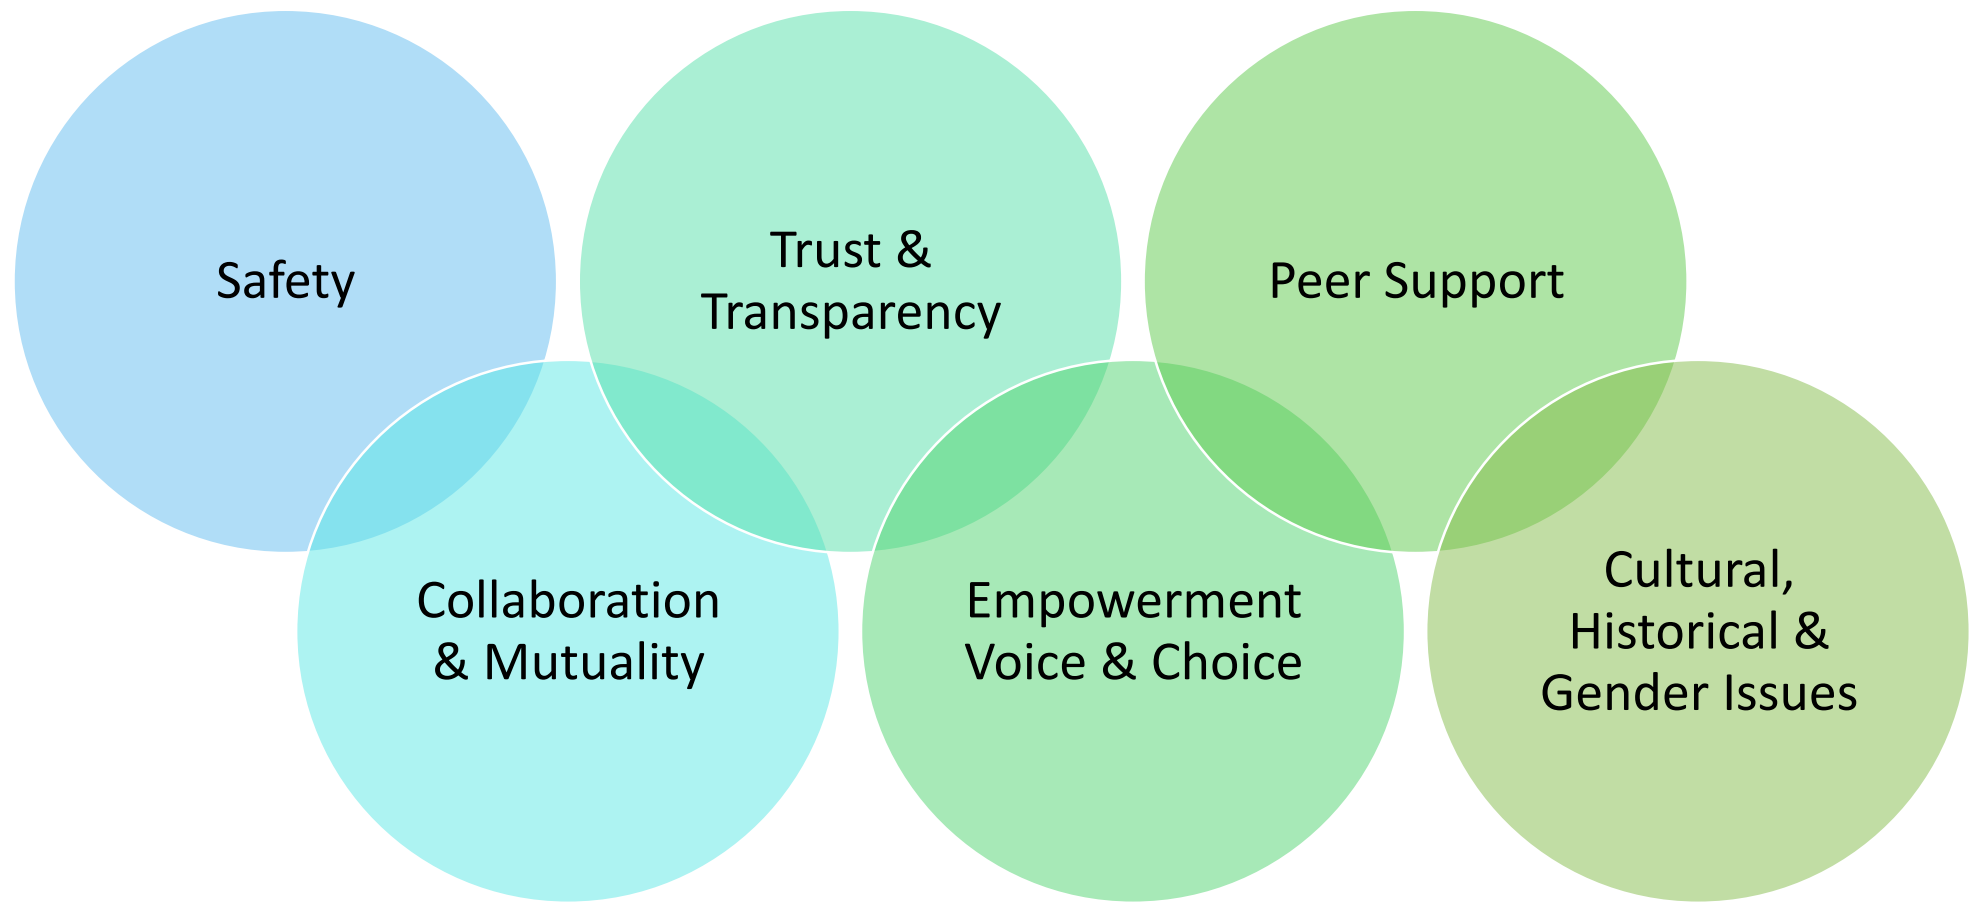 Safety
Trust &
Transparency
Peer Support
Collaboration
& Mutuality
Empowerment
Voice & Choice
Cultural,
Historical &
Gender Issues